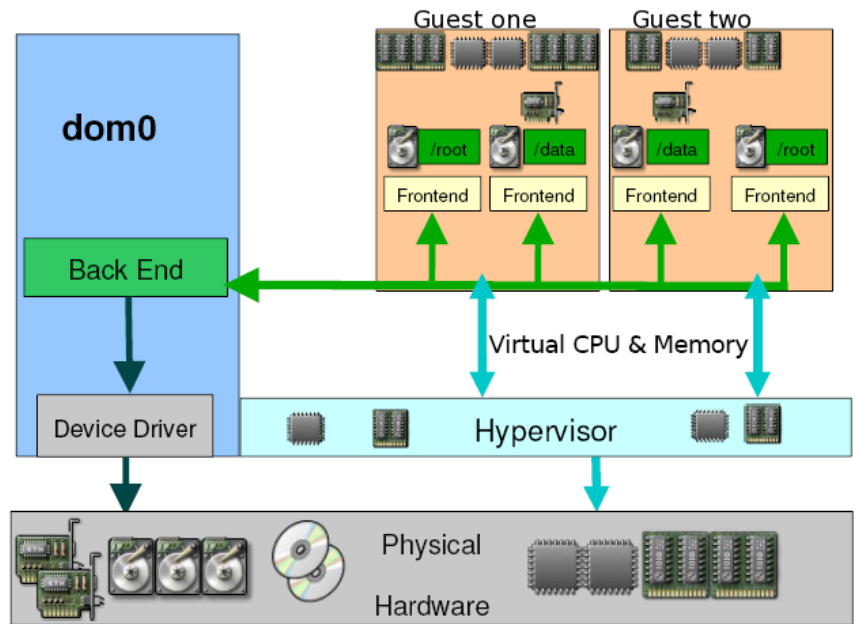 Guest one
Guest two
dom0
/root
/data
/data
/root
Frontend
Frontend
Frontend
Frontend
Back End
Virtual CPU & Memory
Device Driver
Hypervisor
Physical
Hardware